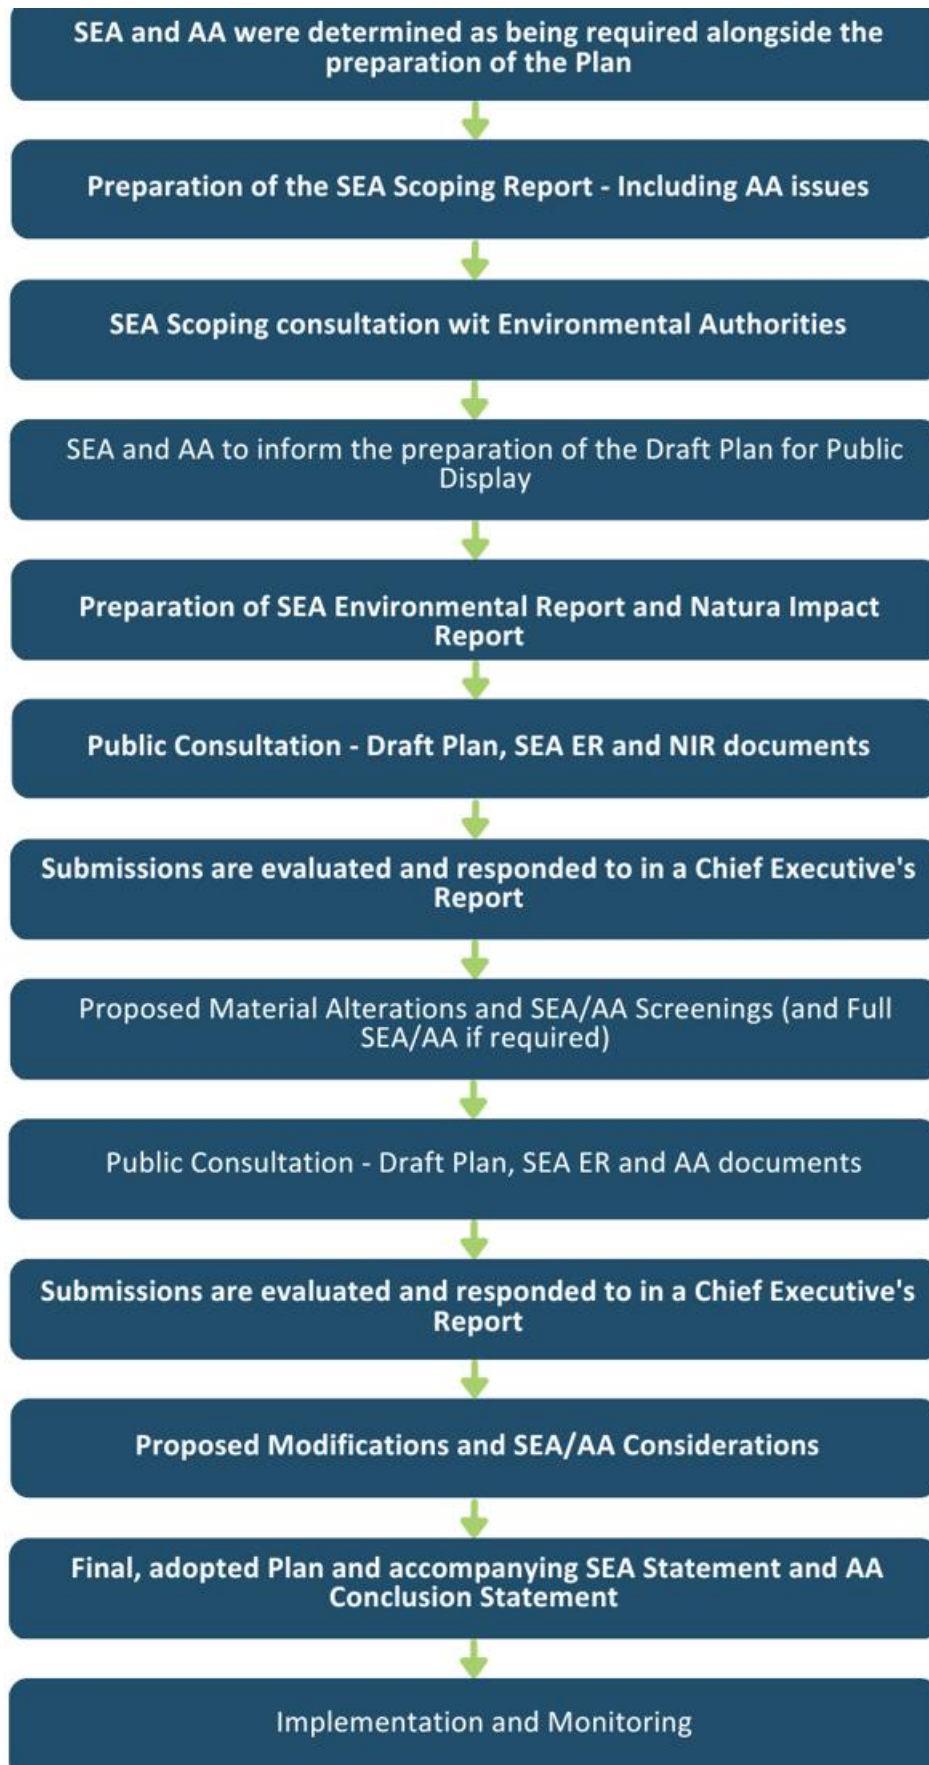 SEA and AA were determined as being required alongside the
preparation of the Plan
Preparation of the SEA Scoping Report - Including AA issues
SEA Scoping consultation wit Environmental Authorities
SEA and AA to inform the preparation of the Draft Plan for Public
Display
Preparation of SEA Environmental Report and Natura Impact
Report
Public Consultation - Draft Plan, SEA ER and NIR documents
Submissions are evaluated and responded to in a Chief Executive's
Report
Proposed Material Alterations and SEA/AA Screenings (and Full
SEA/AA if required)
Public Consultation - Draft Plan, SEA ER and AA documents
Submissions are evaluated and responded to in a Chief Executive's
Report
Proposed Modifications and SEA/AA Considerations
Final, adopted Plan and accompanying SEA Statement and AA
Conclusion Statement
Implementation and Monitoring